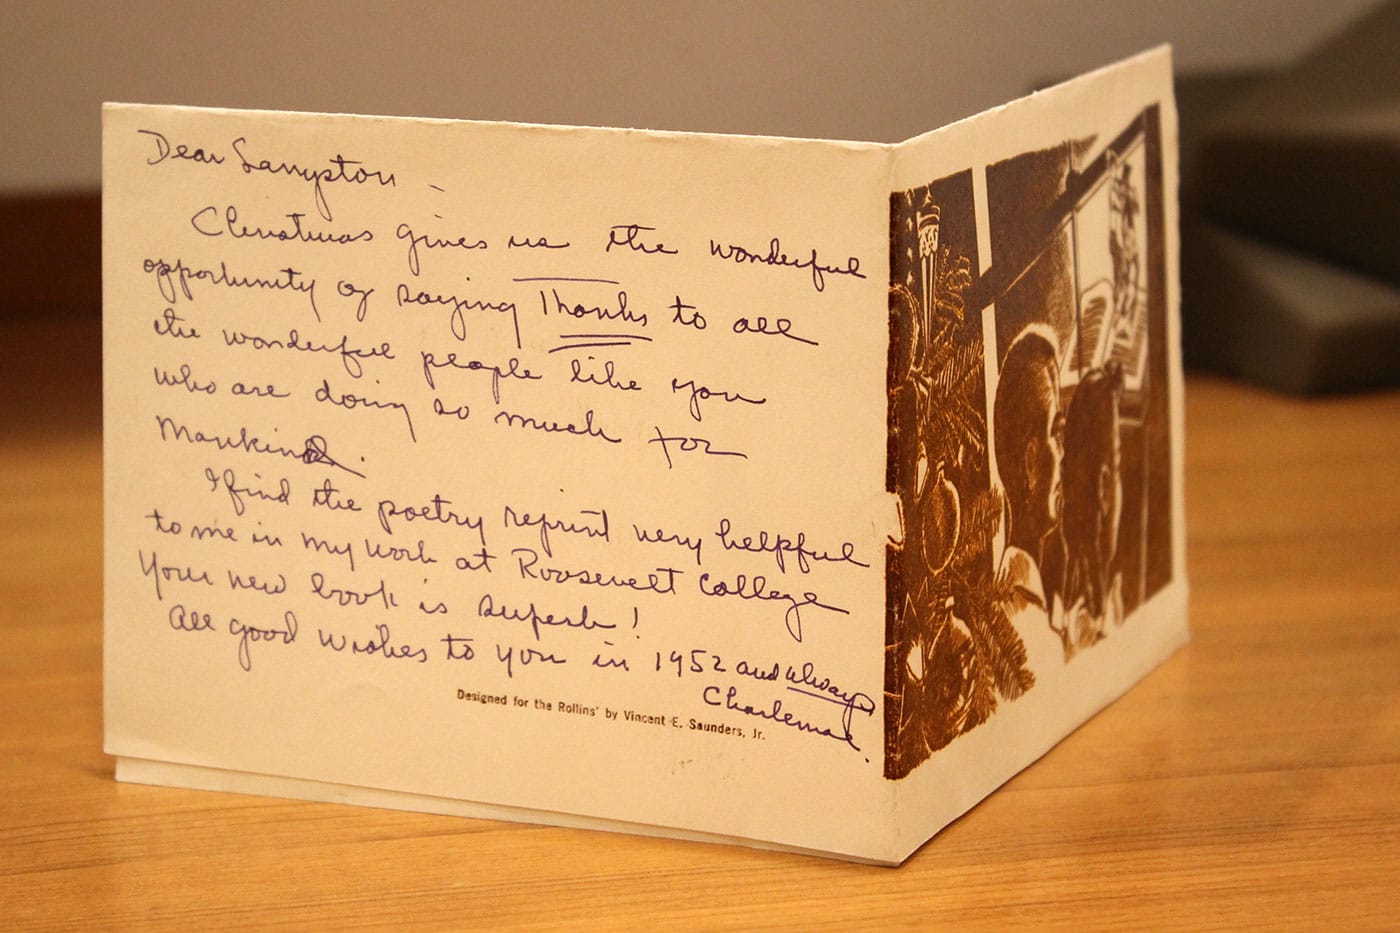 Dear Langston -
Christmas gives us the wonderful
opportunity of saying Thanks to all
the wonderful people like you
who are doing so much for
Mankind.
I find the poetry reprint very helpful
to me in my work at Roosevelt College
Your new book is superb!
All good wishes to you in 1952 and always
Charlemae.
Designed for the Rollins' by Vincent E. Saunders, Jr.